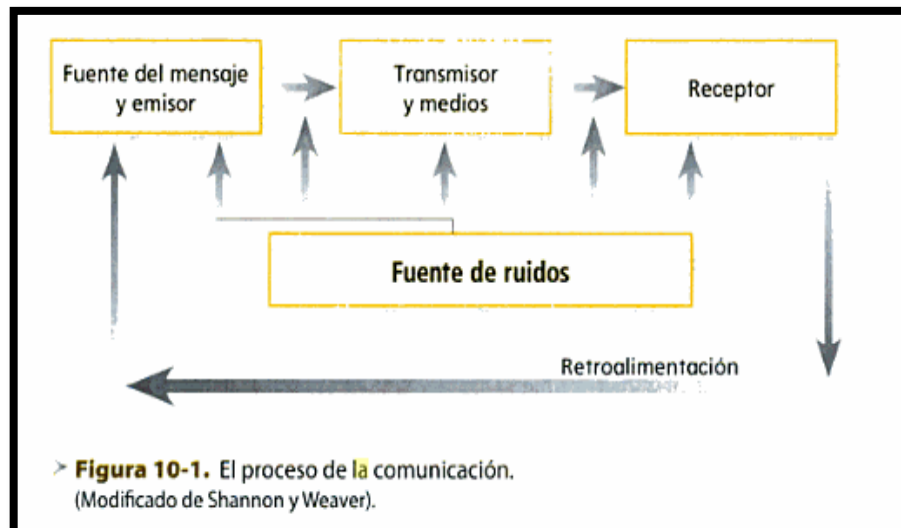 Fuente del mensaje
y emisor
Transmisor
y medios
Receptor
Fuente de ruidos
Retroalimentación
> Figura 10-1. El proceso de la comunicación.
(Modificado de Shannon y Weaver).